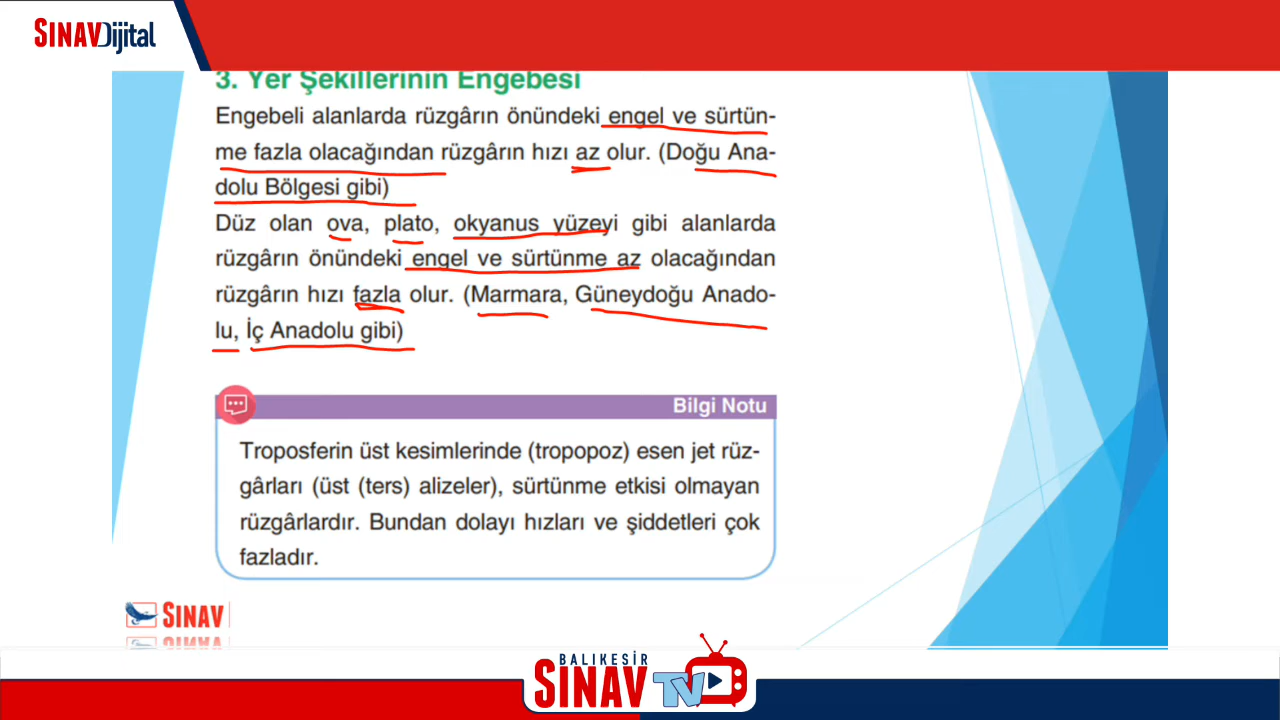 SINAVDijital
3. Yer Şekillerinin Engebesi
Engebeli alanlarda rüzgârın önündeki engel ve sürtün-
me fazla olacağından rüzgârın hızı az olur. (Doğu Ana-
dolu Bölgesi gibi)
Düz olan ova, plato, okyanus yüzeyi gibi alanlarda
rüzgârın önündeki engel ve sürtünme az olacağından
rüzgârın hızı fazla olur. (Marmara, Güneydoğu Anado-
lu, İç Anadolu gibi)
Bilgi Notu
Troposferin üst kesimlerinde (tropopoz) esen jet rüz-
gârları (üst (ters) alizeler), sürtünme etkisi olmayan
rüzgârlardır. Bundan dolayı hızları ve şiddetleri çok
fazladır.
SINAV
BALIKESİR
SINAV TV